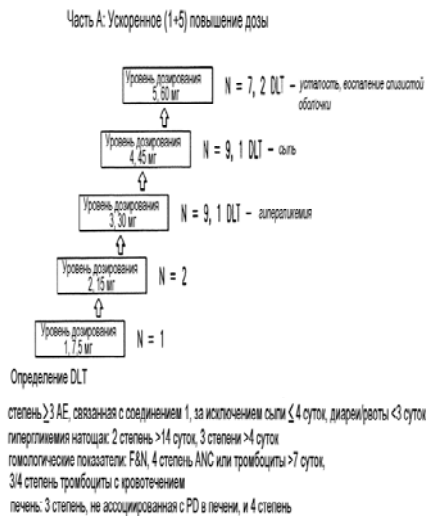 Часть А: Ускоренное (1+5) повышение дозы
Уровень дозирования
5, 60 мг
N = 7, 2 DLT – усталость, воспаление слизистой
оболочки
Уровень дозирования
4, 45 мг
N = 9, 1 DLT – сыпь
Уровень дозирования
3, 30 мг
N = 9, 1 DLT – гипергликемия
Уровень дозирования
2, 15 мг
N = 2
Уровень дозирования
1, 7,5 мг
N = 1
Определение DLT
степень ≥3 AE, связанная с соединением 1, за исключением сыпи ≤ 4 суток, диареи/рвоты <3 суток
гипергликемия натощак: 2 степень >14 суток, 3 степени >4 суток
гомологические показатели: F&N, 4 степень ANC или тромбоциты >7 суток,
3/4 степень тромбоциты с кровотечением
печень: 3 степень, не ассоциированная с PD в печени, и 4 степень